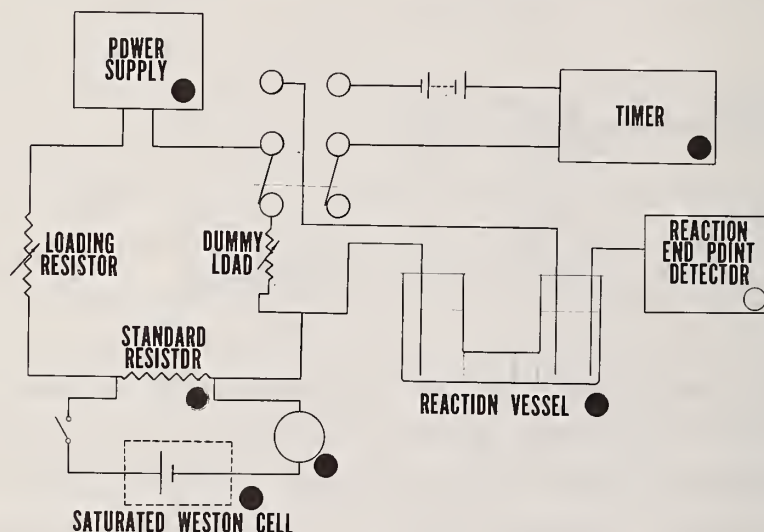 POWER
SUPPLY
TIMER
LOADING
RESISTOR
DUMMY
LOAD
REACTION
END POINT
DETECTOR
STANDARD
RESISTOR
REACTION VESSEL
SATURATED WESTON CELL